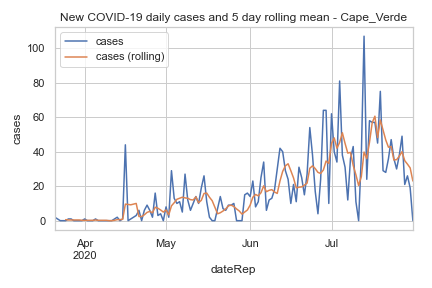 New COVID-19 daily cases and 5 day rolling mean - Cape_Verde
cases
cases (rolling)
100
80
60
40
20
0
cases
Apr
2020
May
Jun
Jul
dateRep